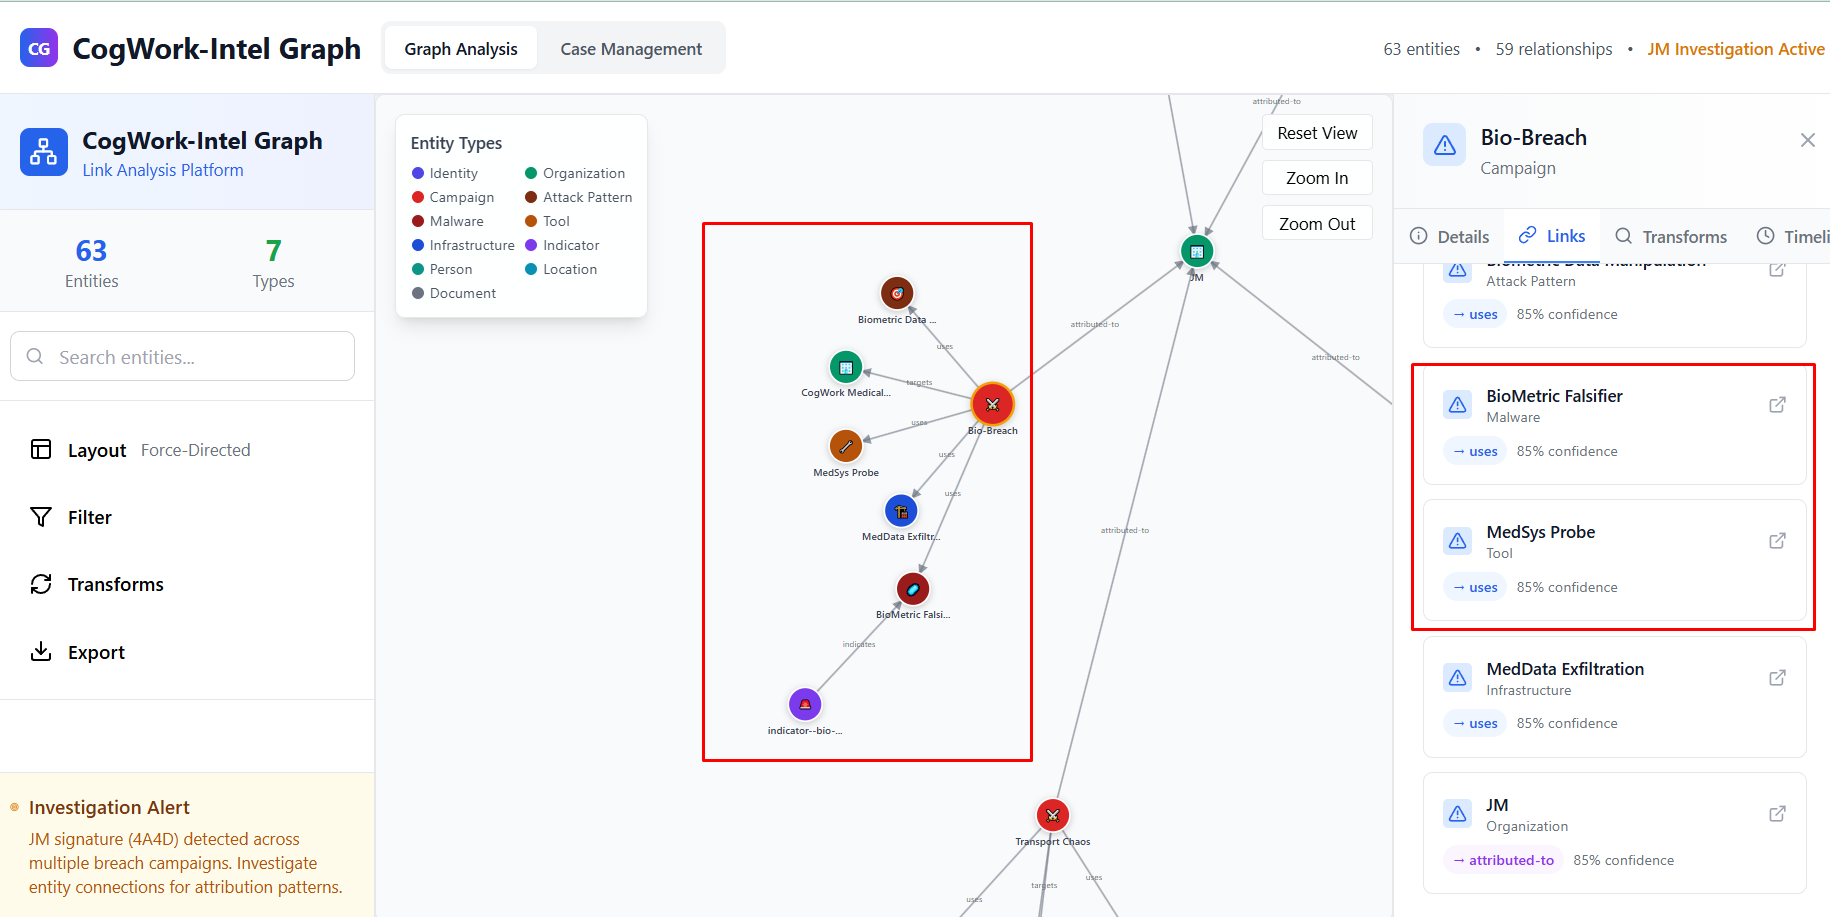 CG
CogWork-Intel Graph
Graph Analysis
Case Management
63 entities • 59 relationships • JM Investigation Active
CogWork-Intel Graph
Link Analysis Platform
63
Entities
7
Types
Search entities...
Layout Force-Directed
Filter
Transforms
Export
Investigation Alert
JM signature (4A4D) detected across
multiple breach campaigns. Investigate
entity connections for attribution patterns.
Entity Types
Identity
Organization
Campaign
Attack Pattern
Malware
Tool
Infrastructure
Indicator
Person
Location
Document
Reset View
Zoom In
Zoom Out
attributed-to
JM
attributed-to
attributed-to
Biometric Data ...
uses
CogWork Medical...
targets
Bio-Breach
uses
MedSys Probe
uses
uses
MedData Exfiltr...
attributed-to
BioMetric Falsi...
indicates
indicator--bio-...
Transport Chaos
uses
targets
uses
Bio-Breach
Campaign
Details
Links
Transforms
Timeli
Biometric Data Manipulation
Attack Pattern
→ uses 85% confidence
BioMetric Falsifier
Malware
→ uses 85% confidence
MedSys Probe
Tool
→ uses 85% confidence
MedData Exfiltration
Infrastructure
→ uses 85% confidence
JM
Organization
→ attributed-to 85% confidence